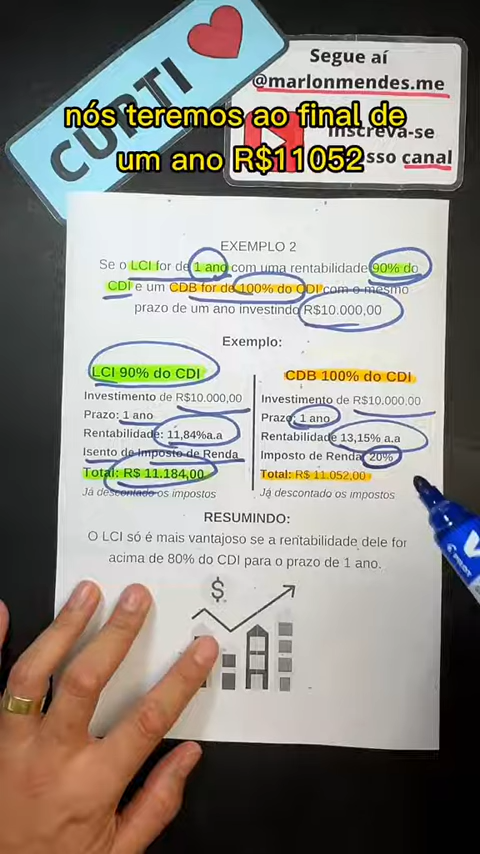 CURTI
Segue aí
@marlonmendes.me
Inscreva-se
nosso canal
nós teremos ao final de
um ano R$11052
EXEMPLO 2
Se o LCI for de 1 ano com uma rentabilidade 90% do
CDI e um CDB for de 100% do CDI com o mesmo
prazo de um ano investindo R$10.000,00
Exemplo:
LCI 90% do CDI
Investimento de R$10.000,00
Prazo: 1 ano
Rentabilidade: 11,84%a.a
Isento de Imposto de Renda
Total: R$ 11.184,00
Já descontado os impostos
CDB 100% do CDI
Investimento de R$10.000,00
Prazo: 1 ano
Rentabilidade 13,15% a.a
Imposto de Renda 20%
Total: R$ 11.052,00
Já descontado os impostos
RESUMINDO:
O LCI só é mais vantajoso se a rentabilidade dele for
acima de 80% do CDI para o prazo de 1 ano.
$
PILOT